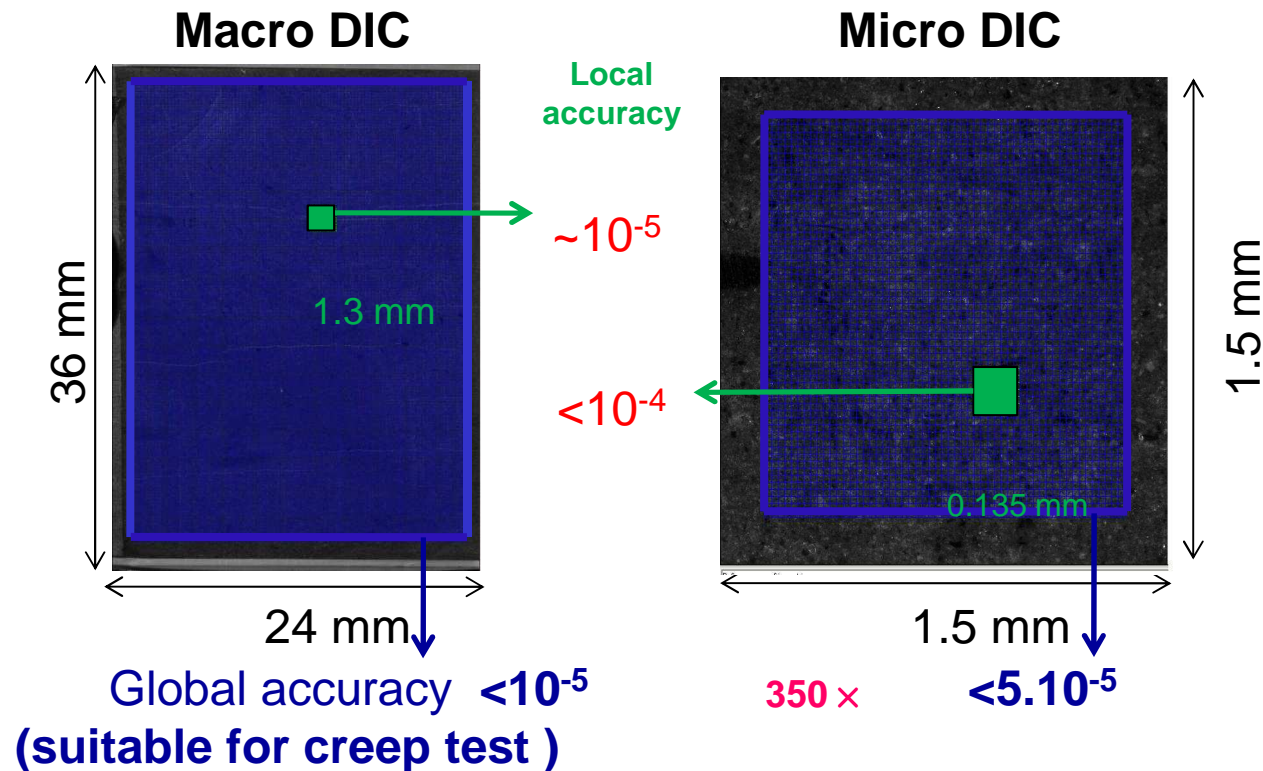 Macro DIC
Micro DIC
Local
accuracy
~10⁻⁵
1.3 mm
36 mm
<10⁻⁴
1.5 mm
0.135 mm
24 mm
1.5 mm
Global accuracy <10⁻⁵
350 × <5.10⁻⁵
(suitable for creep test )